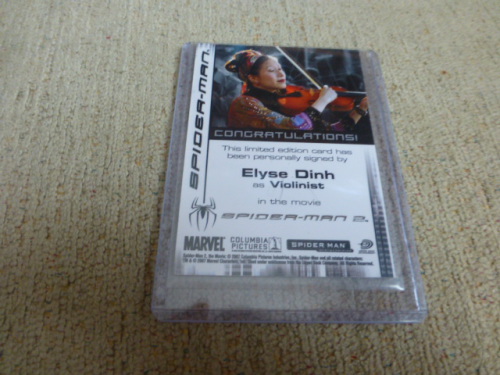 SPIDER-MAN
CONGRATULATIONS!
This limited edition card has
been personally signed by
Elyse Dinh
as Violinist
in the movie
SPIDER-MAN 2
MARVEL
COLUMBIA
PICTURES
SPIDER MAN